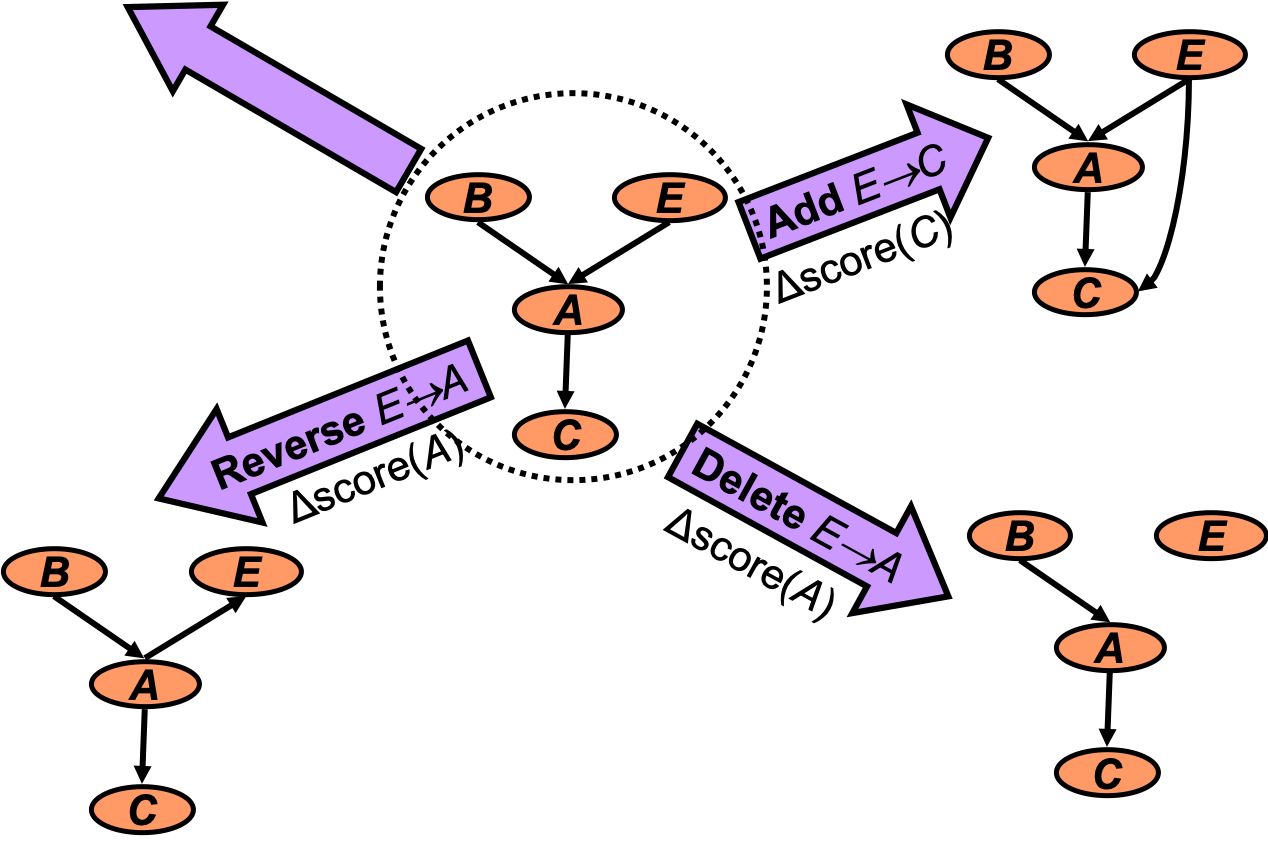 B E
A
C
B E
A
C
Add E→C
Δscore(C)
Reverse E→A
Δscore(A)
Delete E→A
Δscore(A)
B E
A
C
B E
A
C